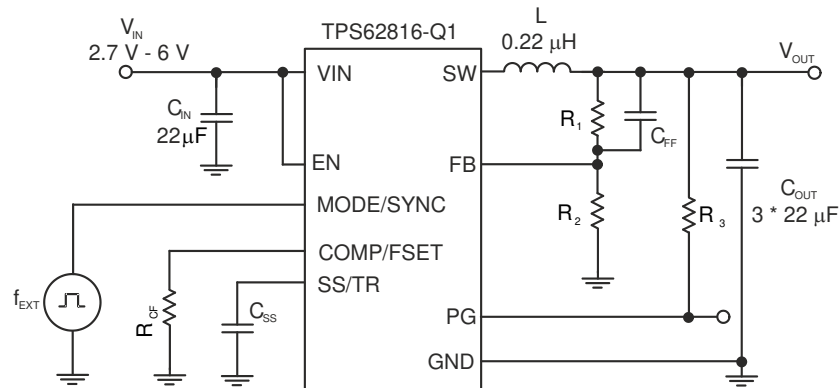 TPS62816-Q1
V_IN
2.7 V - 6 V
L
0.22 μH
V_OUT
VIN
SW
C_IN
22μF
R_1
C_FF
EN
FB
C_OUT
3 * 22 μF
MODE/SYNC
R_2
R_3
COMP/FSET
SS/TR
f_EXT
R_CF
C_SS
PG
GND